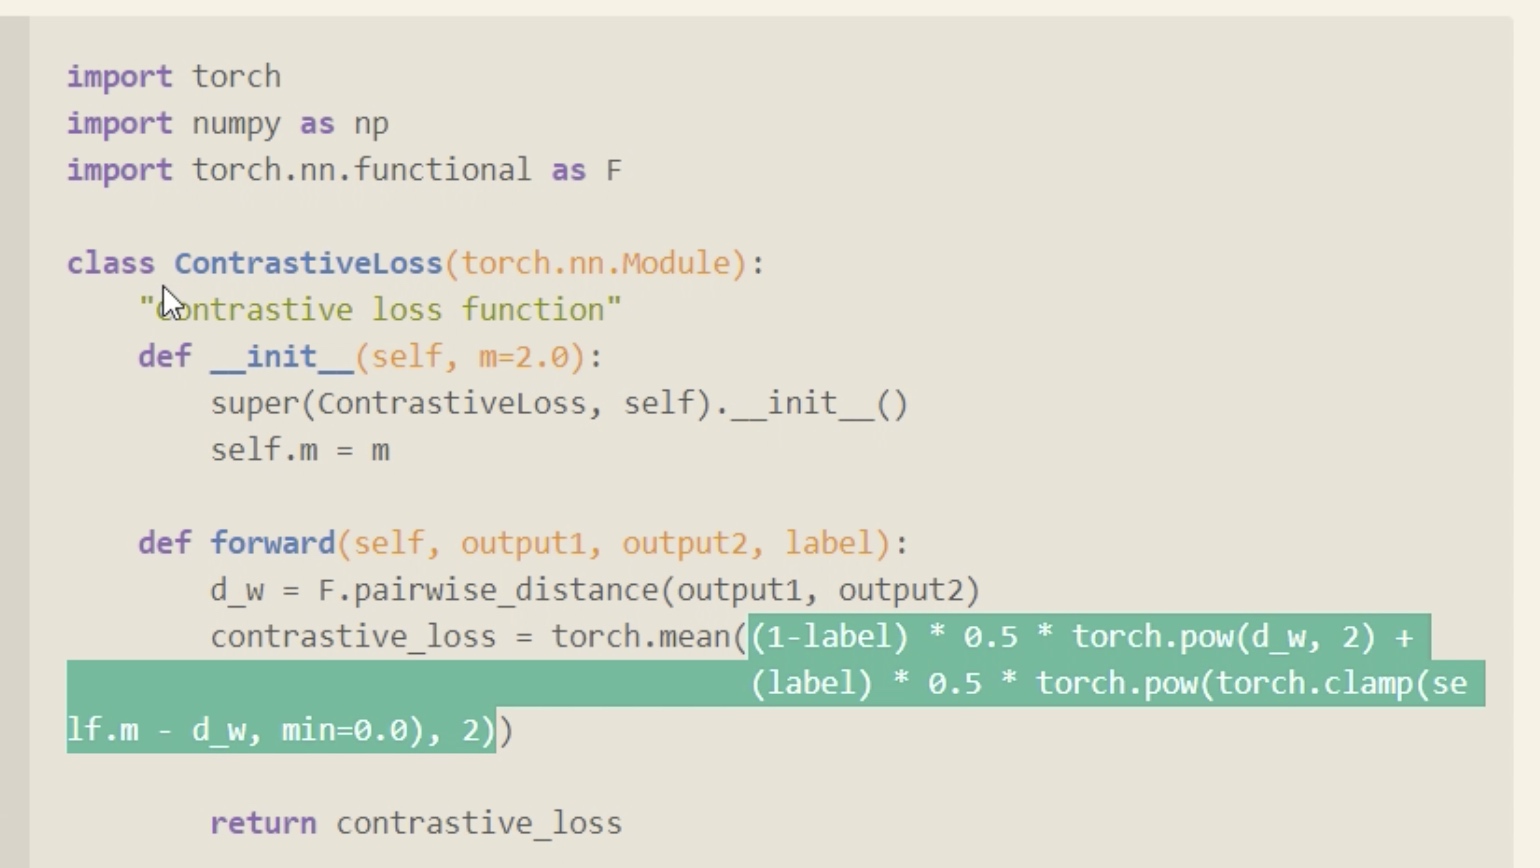 import torch
import numpy as np
import torch.nn.functional as F
class ContrastiveLoss(torch.nn.Module):
"Contrastive loss function"
def __init__(self, m=2.0):
super(ContrastiveLoss, self).__init__()
self.m = m
def forward(self, output1, output2, label):
d_w = F.pairwise_distance(output1, output2)
contrastive_loss = torch.mean((1-label) * 0.5 * torch.pow(d_w, 2) +
(label) * 0.5 * torch.pow(torch.clamp(se
lf.m - d_w, min=0.0), 2))
return contrastive_loss